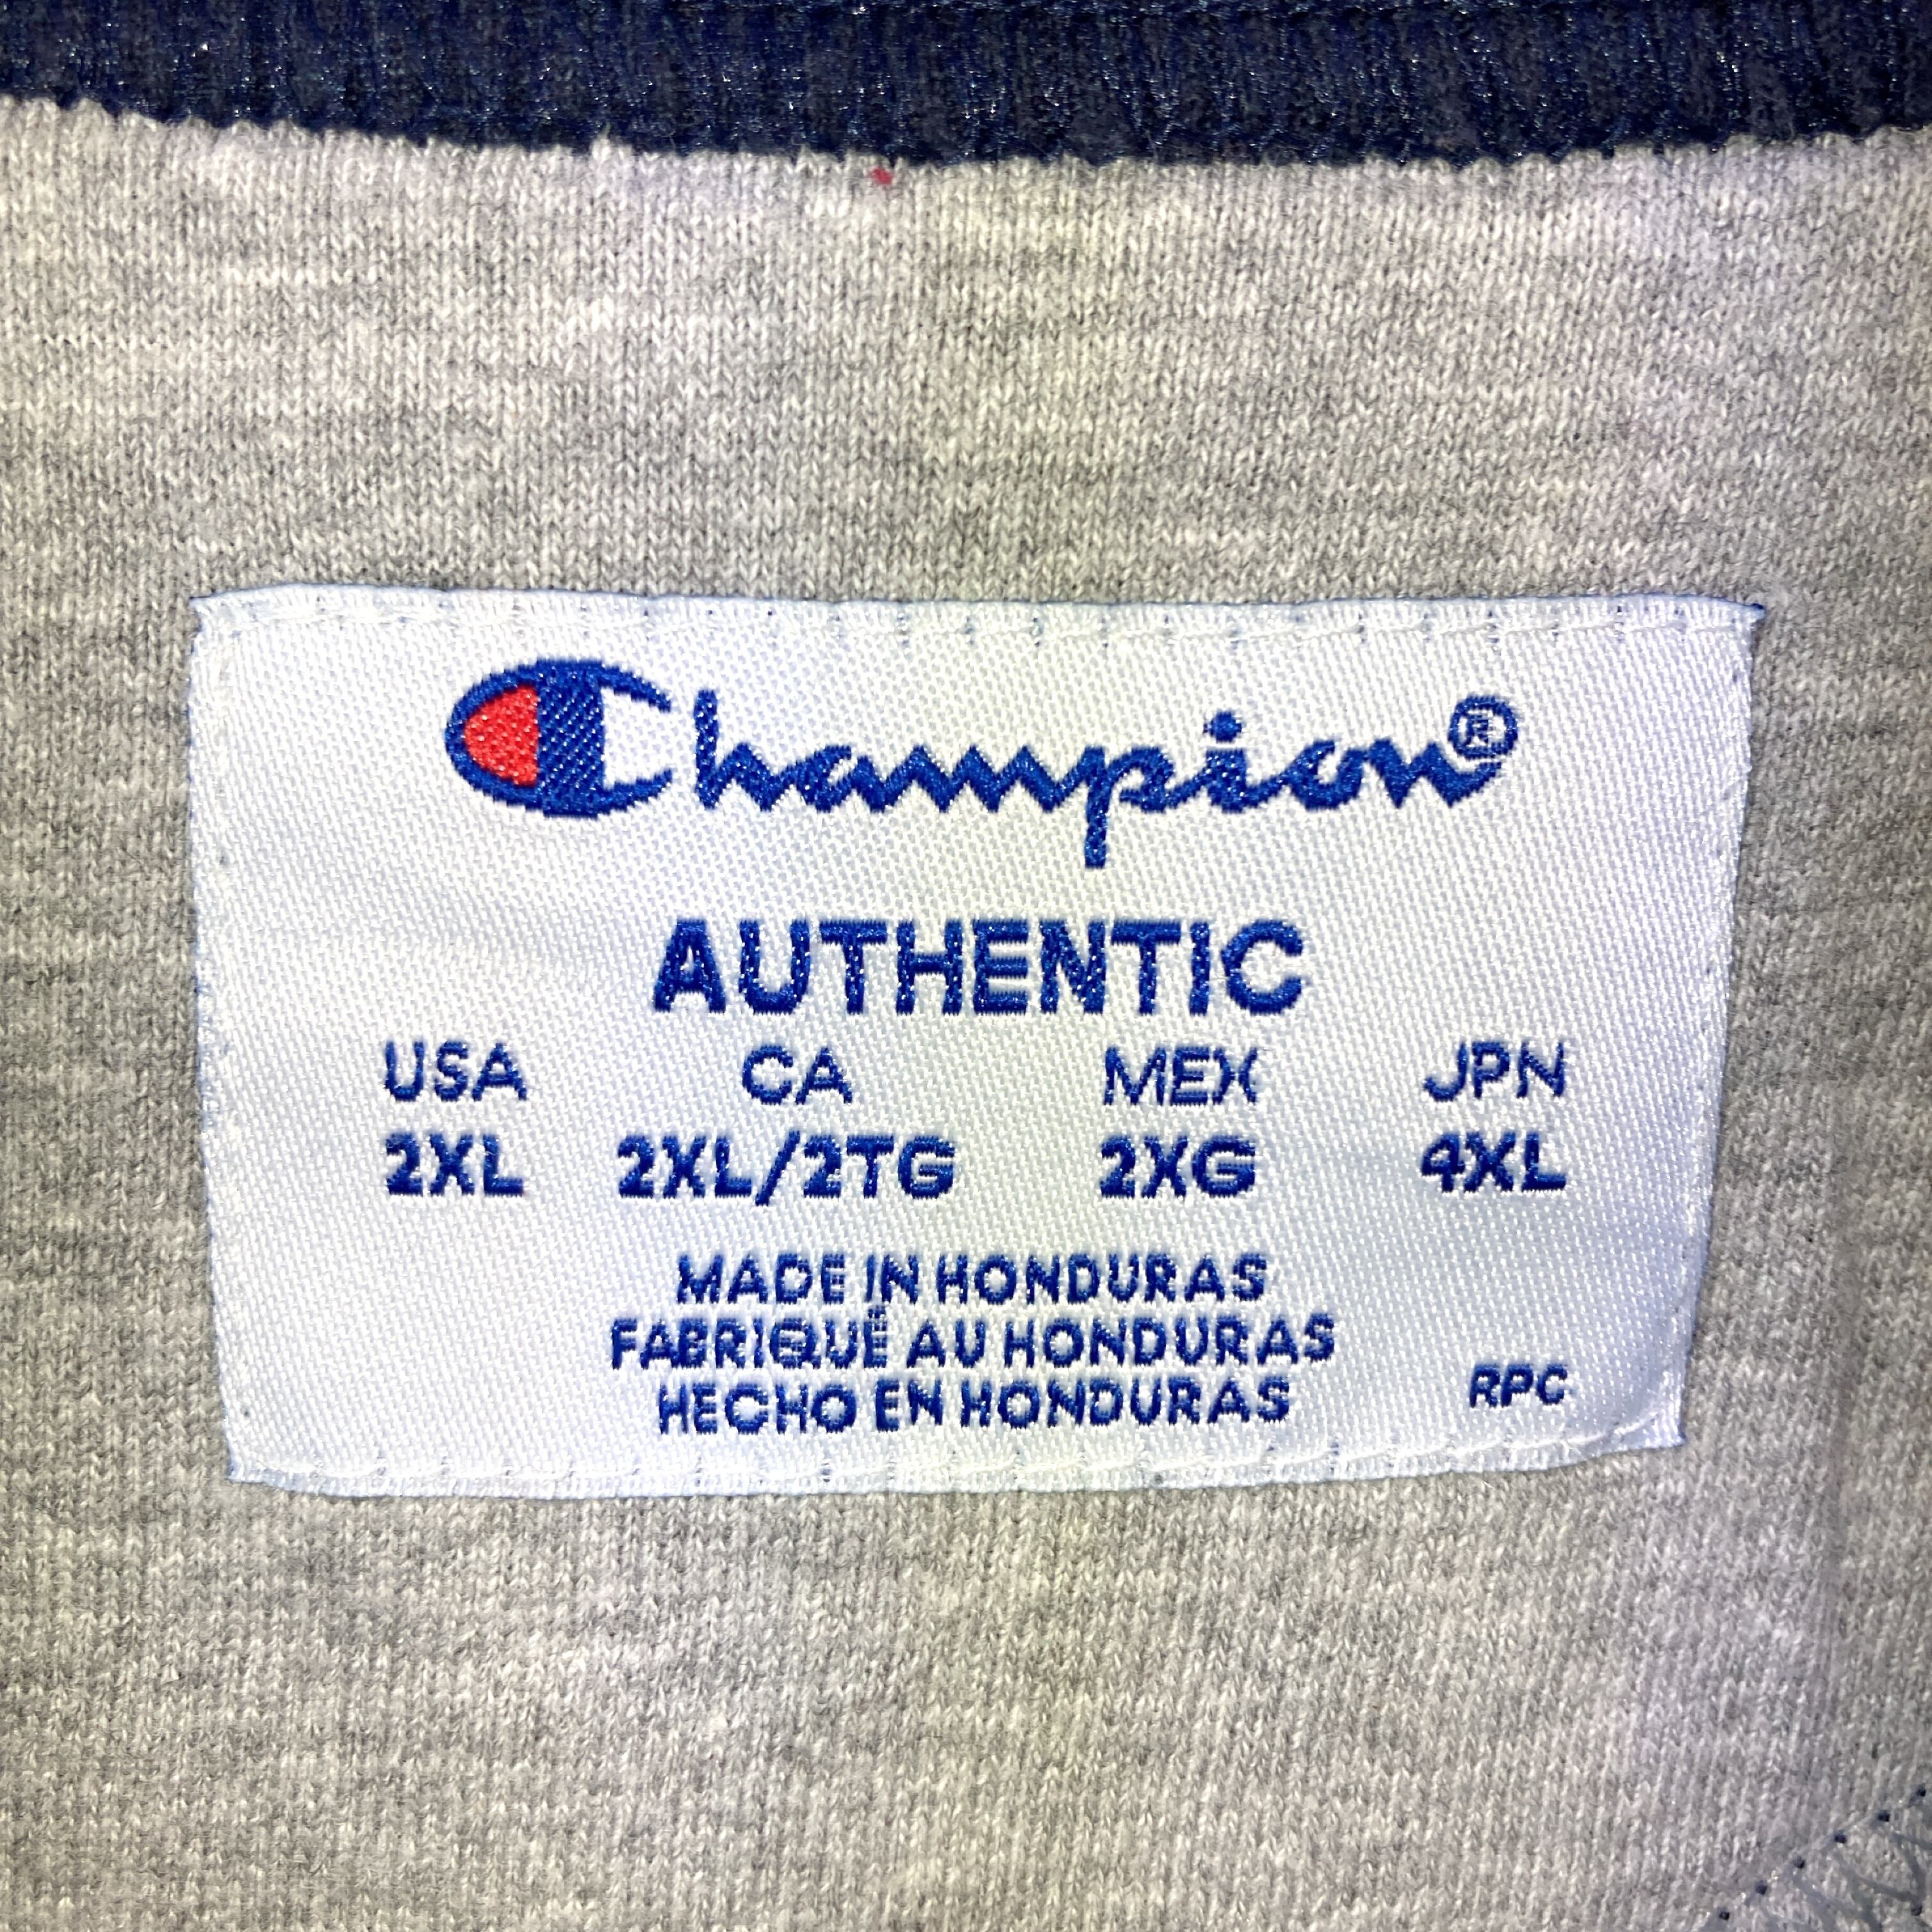 Champion®
AUTHENTIC
USA CA MEX JPN
2XL 2XL/2TG 2XG 4XL
MADE IN HONDURAS
FABRIQUÉ AU HONDURAS
HECHO EN HONDURAS
RPC